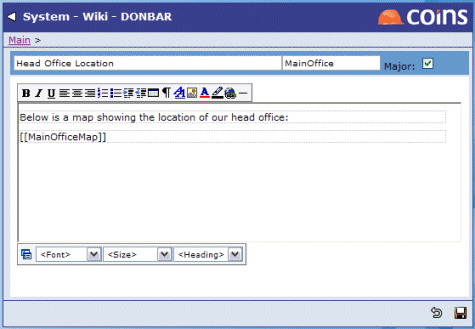 System - Wiki - DONBAR
coins
Main >
Head Office Location MainOffice Major:
B I U
Below is a map showing the location of our head office:
[[MainOfficeMap]]
<Font> <Size> <Heading>